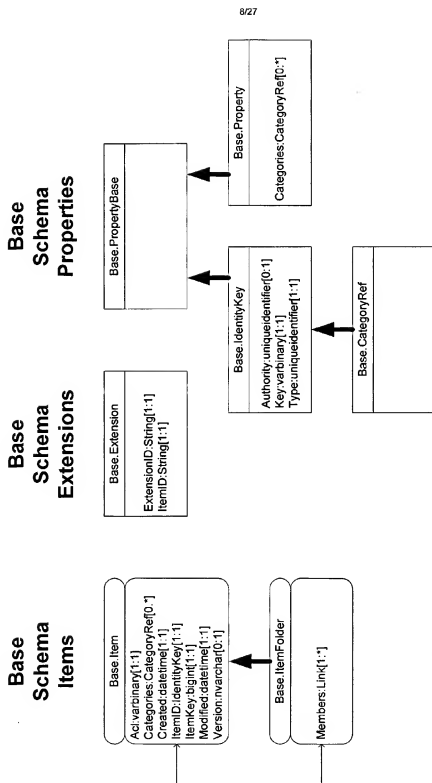 8/27
Base
Schema
Items
Base
Schema
Extensions
Base
Schema
Properties
Base.Item
Acl:varbinary[1:1]
Categories:CategoryRef[0..*]
Created:datetime[1:1]
ItemID:IdentityKey[1:1]
ItemKey:bigint[1:1]
Modified:datetime[1:1]
Version:nvarchar[0:1]
Base.ItemFolder
Members:Link[1:*]
Base.Extension
ExtensionID:String[1:1]
ItemID:String[1:1]
Base.PropertyBase
Base.IdentityKey
Authority:uniqueidentifier[0:1]
Key:varbinary[1:1]
Type:uniqueidentifier[1:1]
Base.Property
Categories:CategoryRef[0:*]
Base.CategoryRef